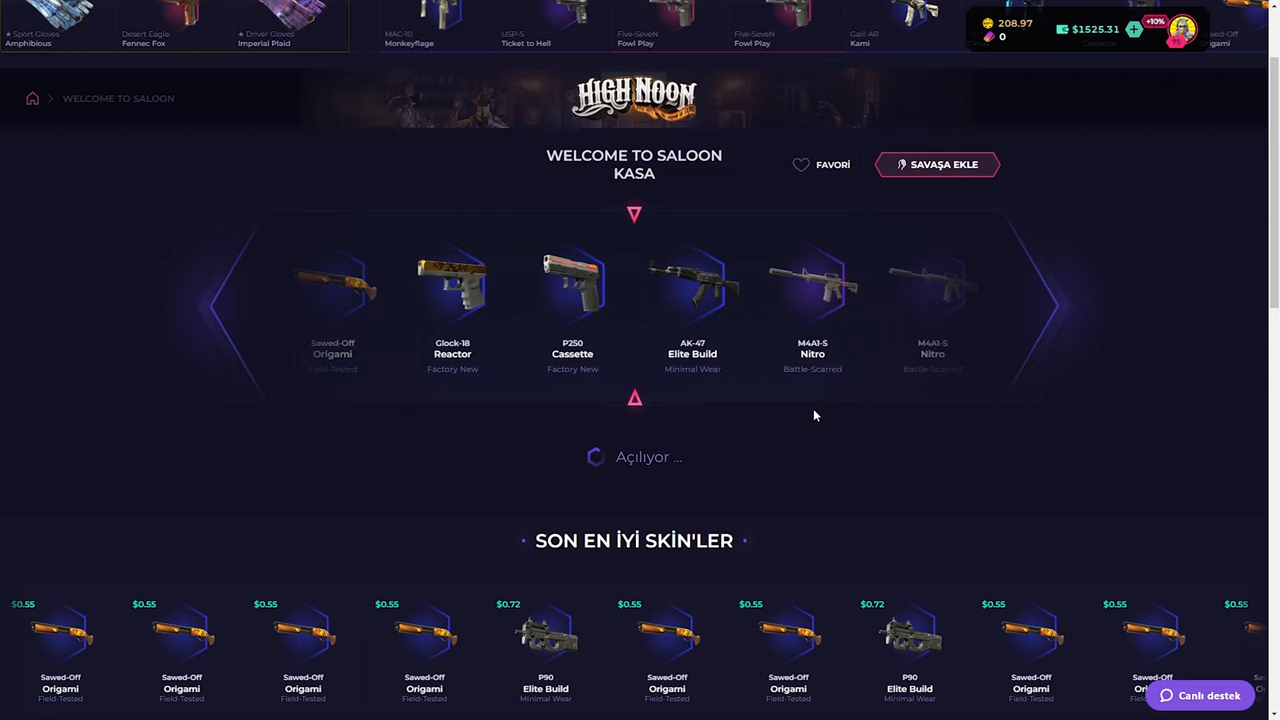 ★ Sport Gloves
Amphibious
Desert Eagle
Fennec Fox
★ Driver Gloves
Imperial Plaid
MAC-10
Monkeyflage
USP-S
Ticket to Hell
Five-SeveN
Fowl Play
Five-SeveN
Fowl Play
Galil AR
Kami
Sawed-Off
Origami
208.97
0
$1525.31
+10%
75
WELCOME TO SALOON
HIGH NOON
WELCOME TO SALOON
KASA
FAVORİ
SAVAŞA EKLE
Sawed-Off
Origami
Field-Tested
Glock-18
Reactor
Factory New
P250
Cassette
Factory New
AK-47
Elite Build
Minimal Wear
M4A1-S
Nitro
Battle-Scarred
M4A1-S
Nitro
Battle-Scarred
Açılıyor ...
SON EN İYİ SKİN'LER
$0.55
Sawed-Off
Origami
Field-Tested
$0.55
Sawed-Off
Origami
Field-Tested
$0.55
Sawed-Off
Origami
Field-Tested
$0.55
Sawed-Off
Origami
Field-Tested
$0.72
P90
Elite Build
Minimal Wear
$0.55
Sawed-Off
Origami
Field-Tested
$0.55
Sawed-Off
Origami
Field-Tested
$0.72
P90
Elite Build
Minimal Wear
$0.55
Sawed-Off
Origami
Field-Tested
$0.55
Sawed-Off
$0.55
Canlı destek